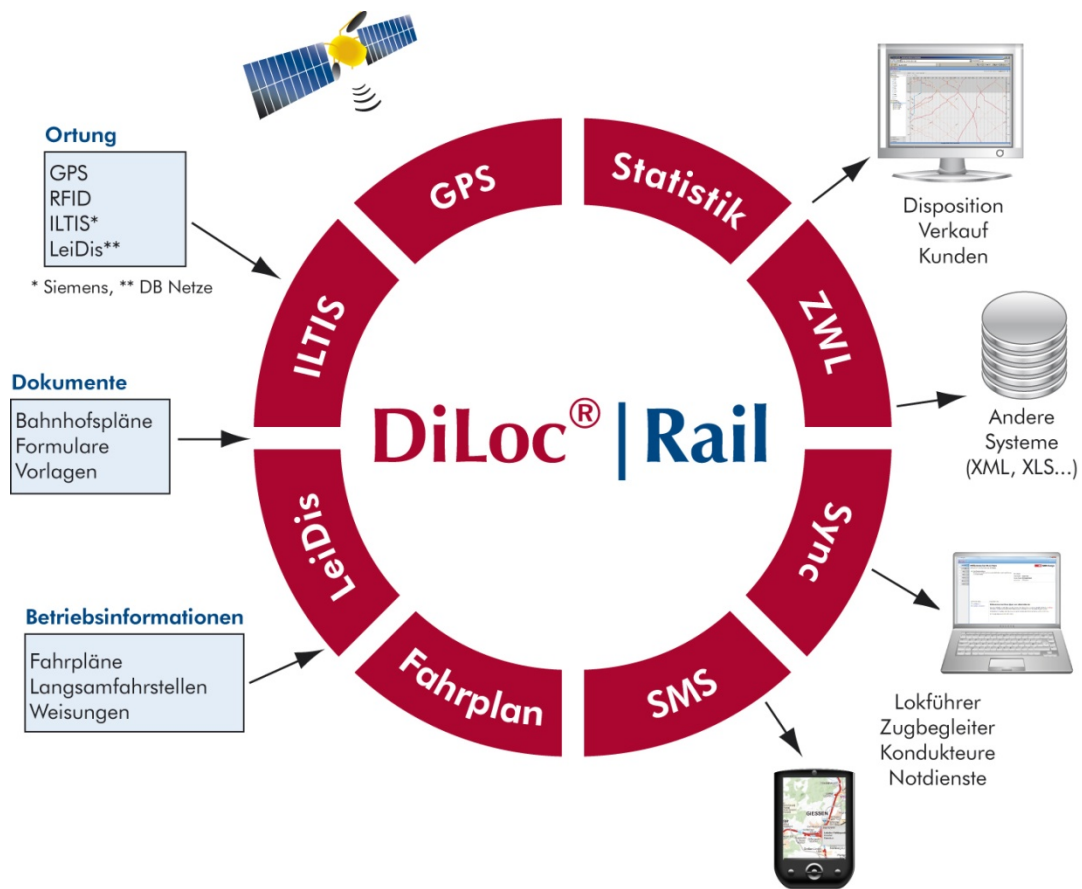 Ortung
GPS
RFID
ILTIS*
LeiDis**
* Siemens, ** DB Netze
Dokumente
Bahnhofspläne
Formulare
Vorlagen
Betriebsinformationen
Fahrpläne
Langsamfahrstellen
Weisungen
GPS
Statistik
ILTIS
ZWL
DiLoc® | Rail
LeiDis
Sync
Fahrplan
SMS
Disposition
Verkauf
Kunden
Andere
Systeme
(XML, XLS...)
Lokführer
Zugbegleiter
Kondukteure
Notdienste
GIESSEN